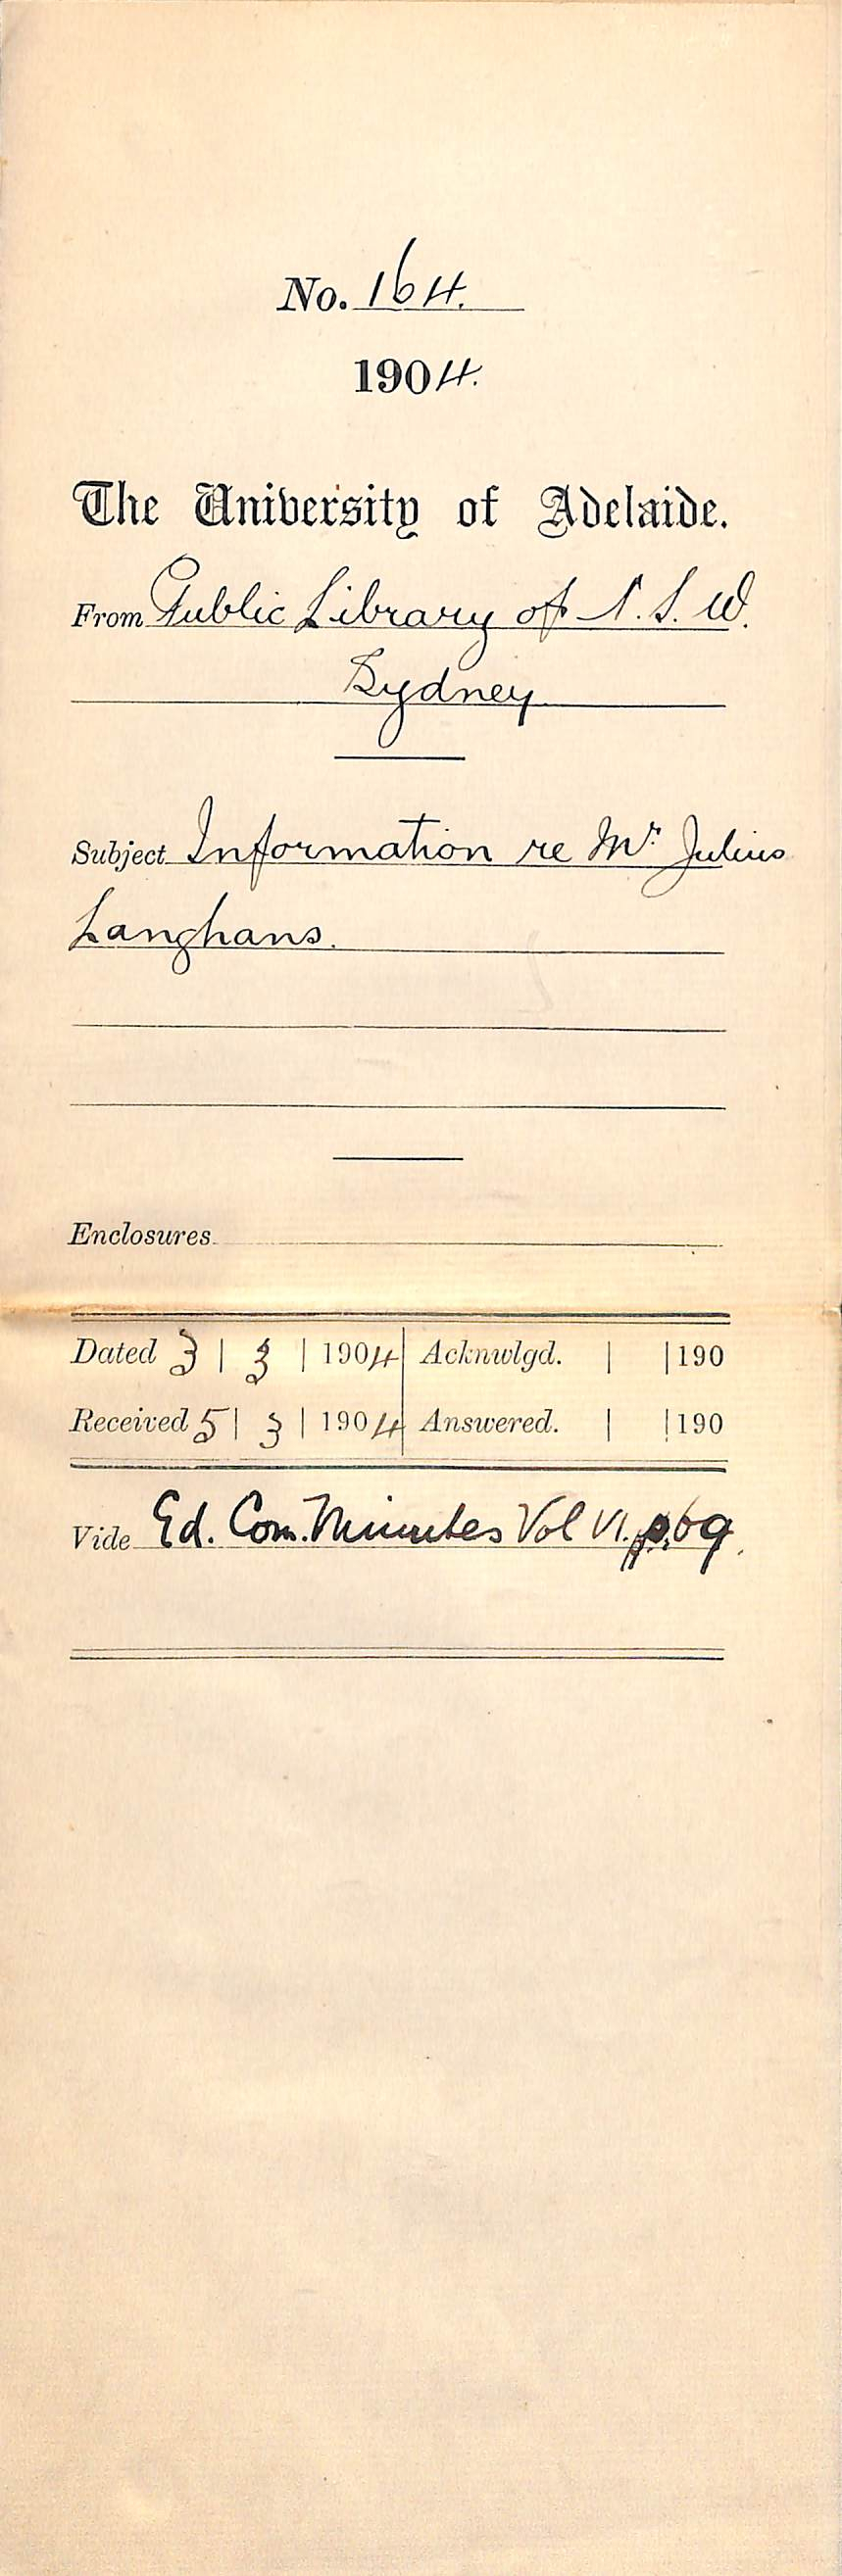 No. 164.
1904.
The University of Adelaide.
From Public Library of N.S.W.
Sydney
Subject Information re Mr Julius
Langhans.
Enclosures
Dated 3 | 3 | 1904 Acknwlgd. | |190
Received 5 | 3 | 1904 Answered. | |190
Vide Ed. Com. Minutes Vol VI. p.69.